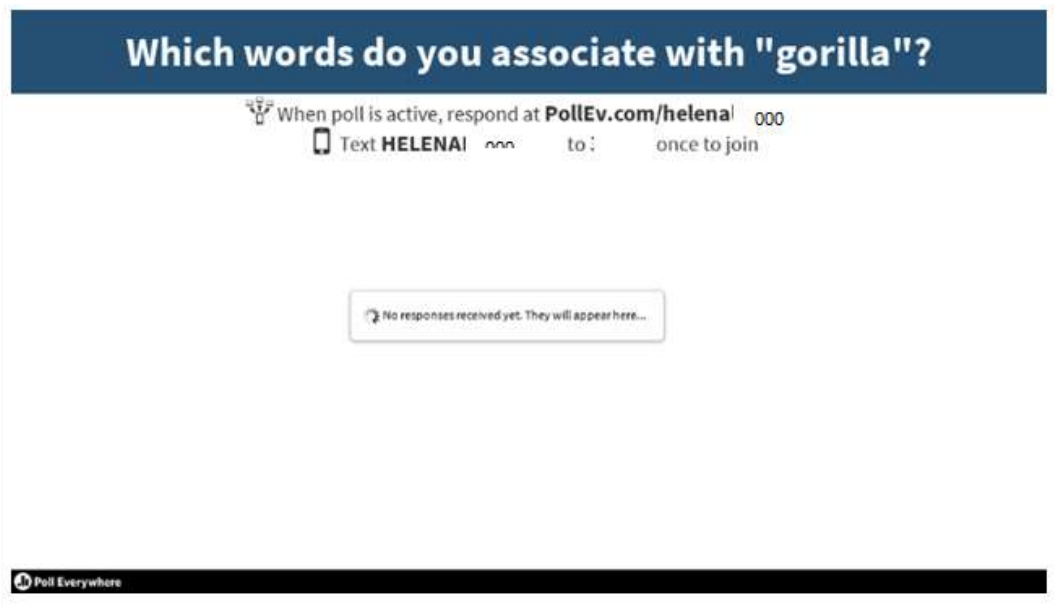 Which words do you associate with "gorilla"?
When poll is active, respond at PollEv.com/helenal 000
Text HELENAI 000 to : once to join
No responses received yet. They will appear here...
Poll Everywhere